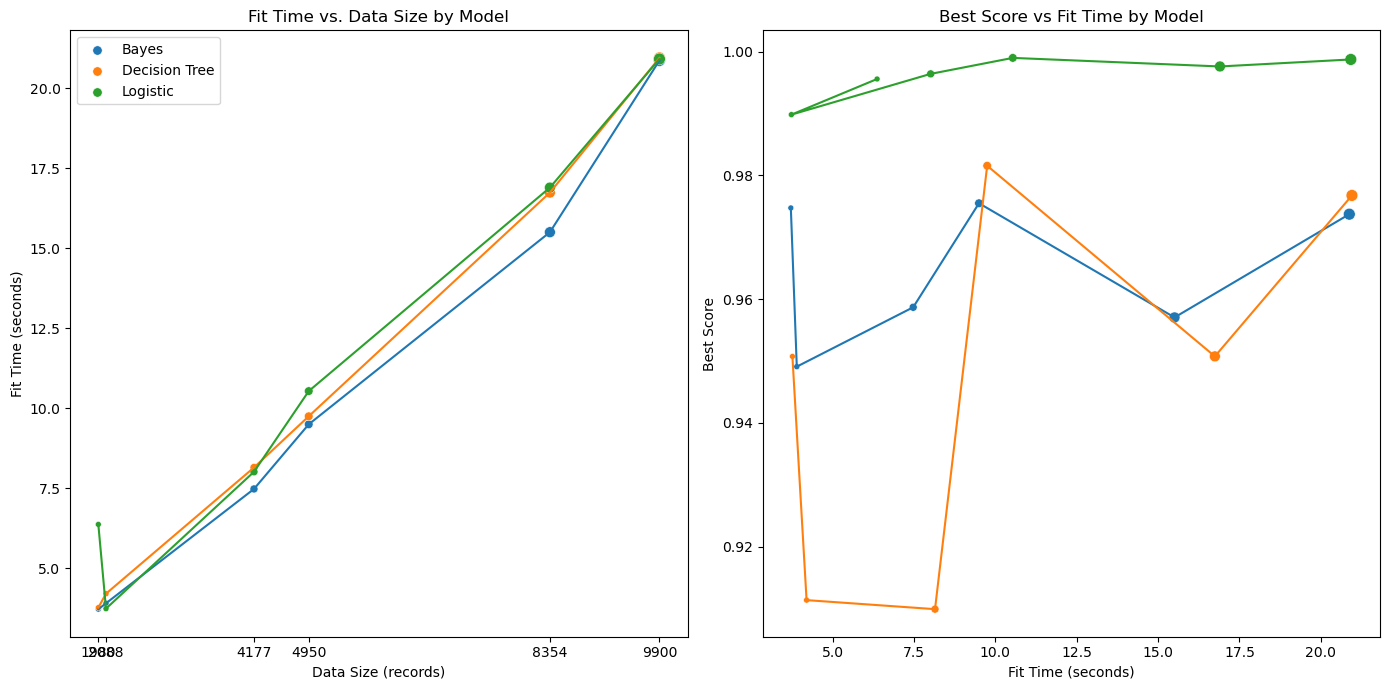 Fit Time vs. Data Size by Model
Bayes
Decision Tree
Logistic
Fit Time (seconds)
20.0
17.5
15.0
12.5
10.0
7.5
5.0
4177
4950
8354
9900
Data Size (records)
Best Score vs Fit Time by Model
Best Score
1.00
0.98
0.96
0.94
0.92
5.0
7.5
10.0
12.5
15.0
17.5
20.0
Fit Time (seconds)